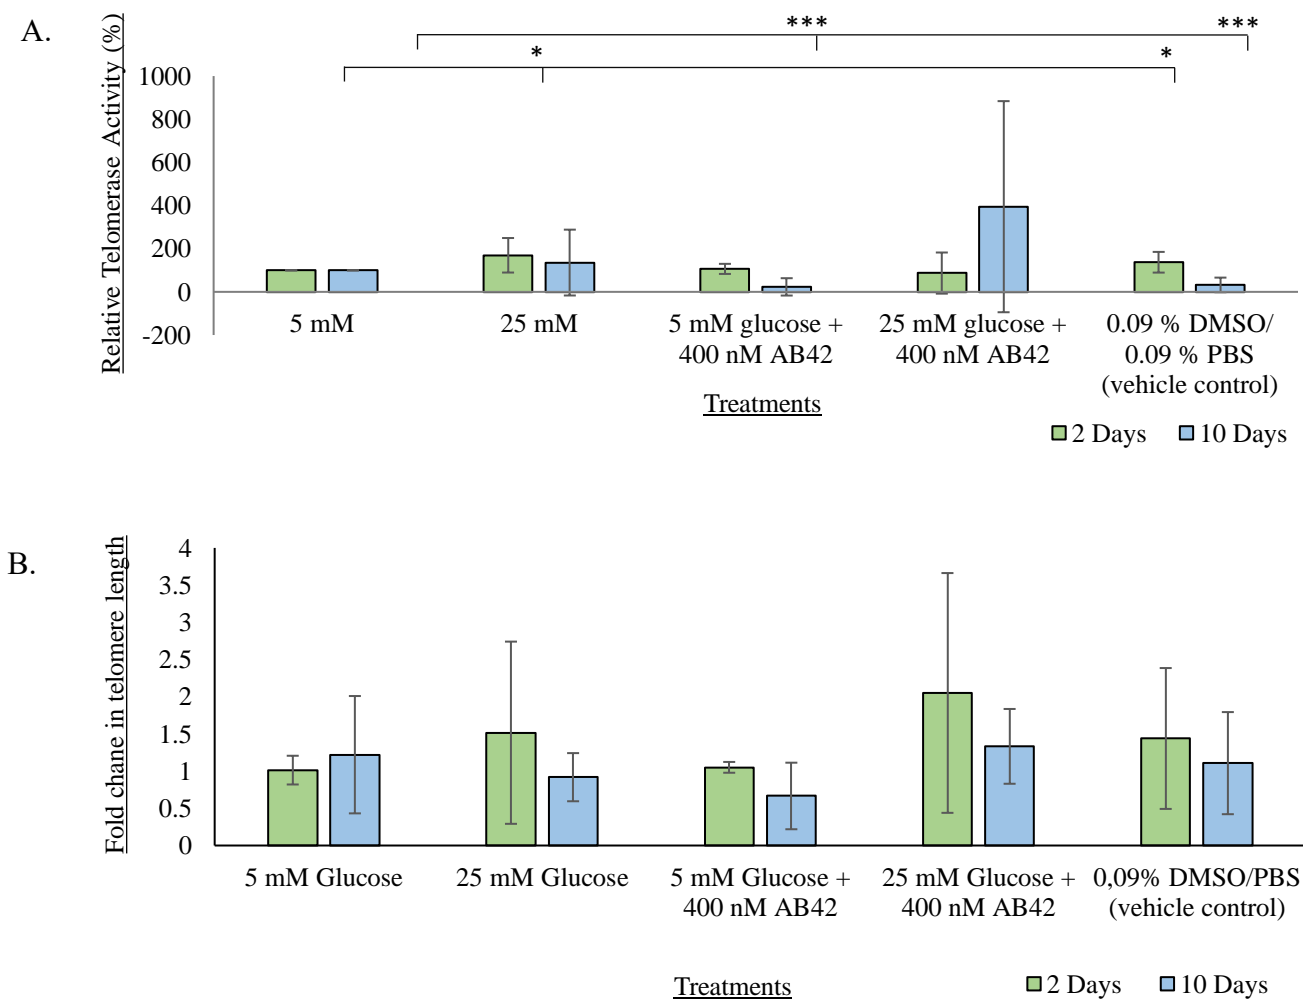 A.
Relative Telomerase Activity (%)
***
***
*
*
1000
800
600
400
200
0
-200
5 mM
25 mM
5 mM glucose +
400 nM AB42
25 mM glucose +
400 nM AB42
0.09 % DMSO/
0.09 % PBS
(vehicle control)
Treatments
2 Days
10 Days
B.
Fold chane in telomere length
4
3.5
3
2.5
2
1.5
1
0.5
0
5 mM Glucose
25 mM Glucose
5 mM Glucose +
400 nM AB42
25 mM Glucose +
400 nM AB42
0,09% DMSO/PBS
(vehicle control)
Treatments
2 Days
10 Days